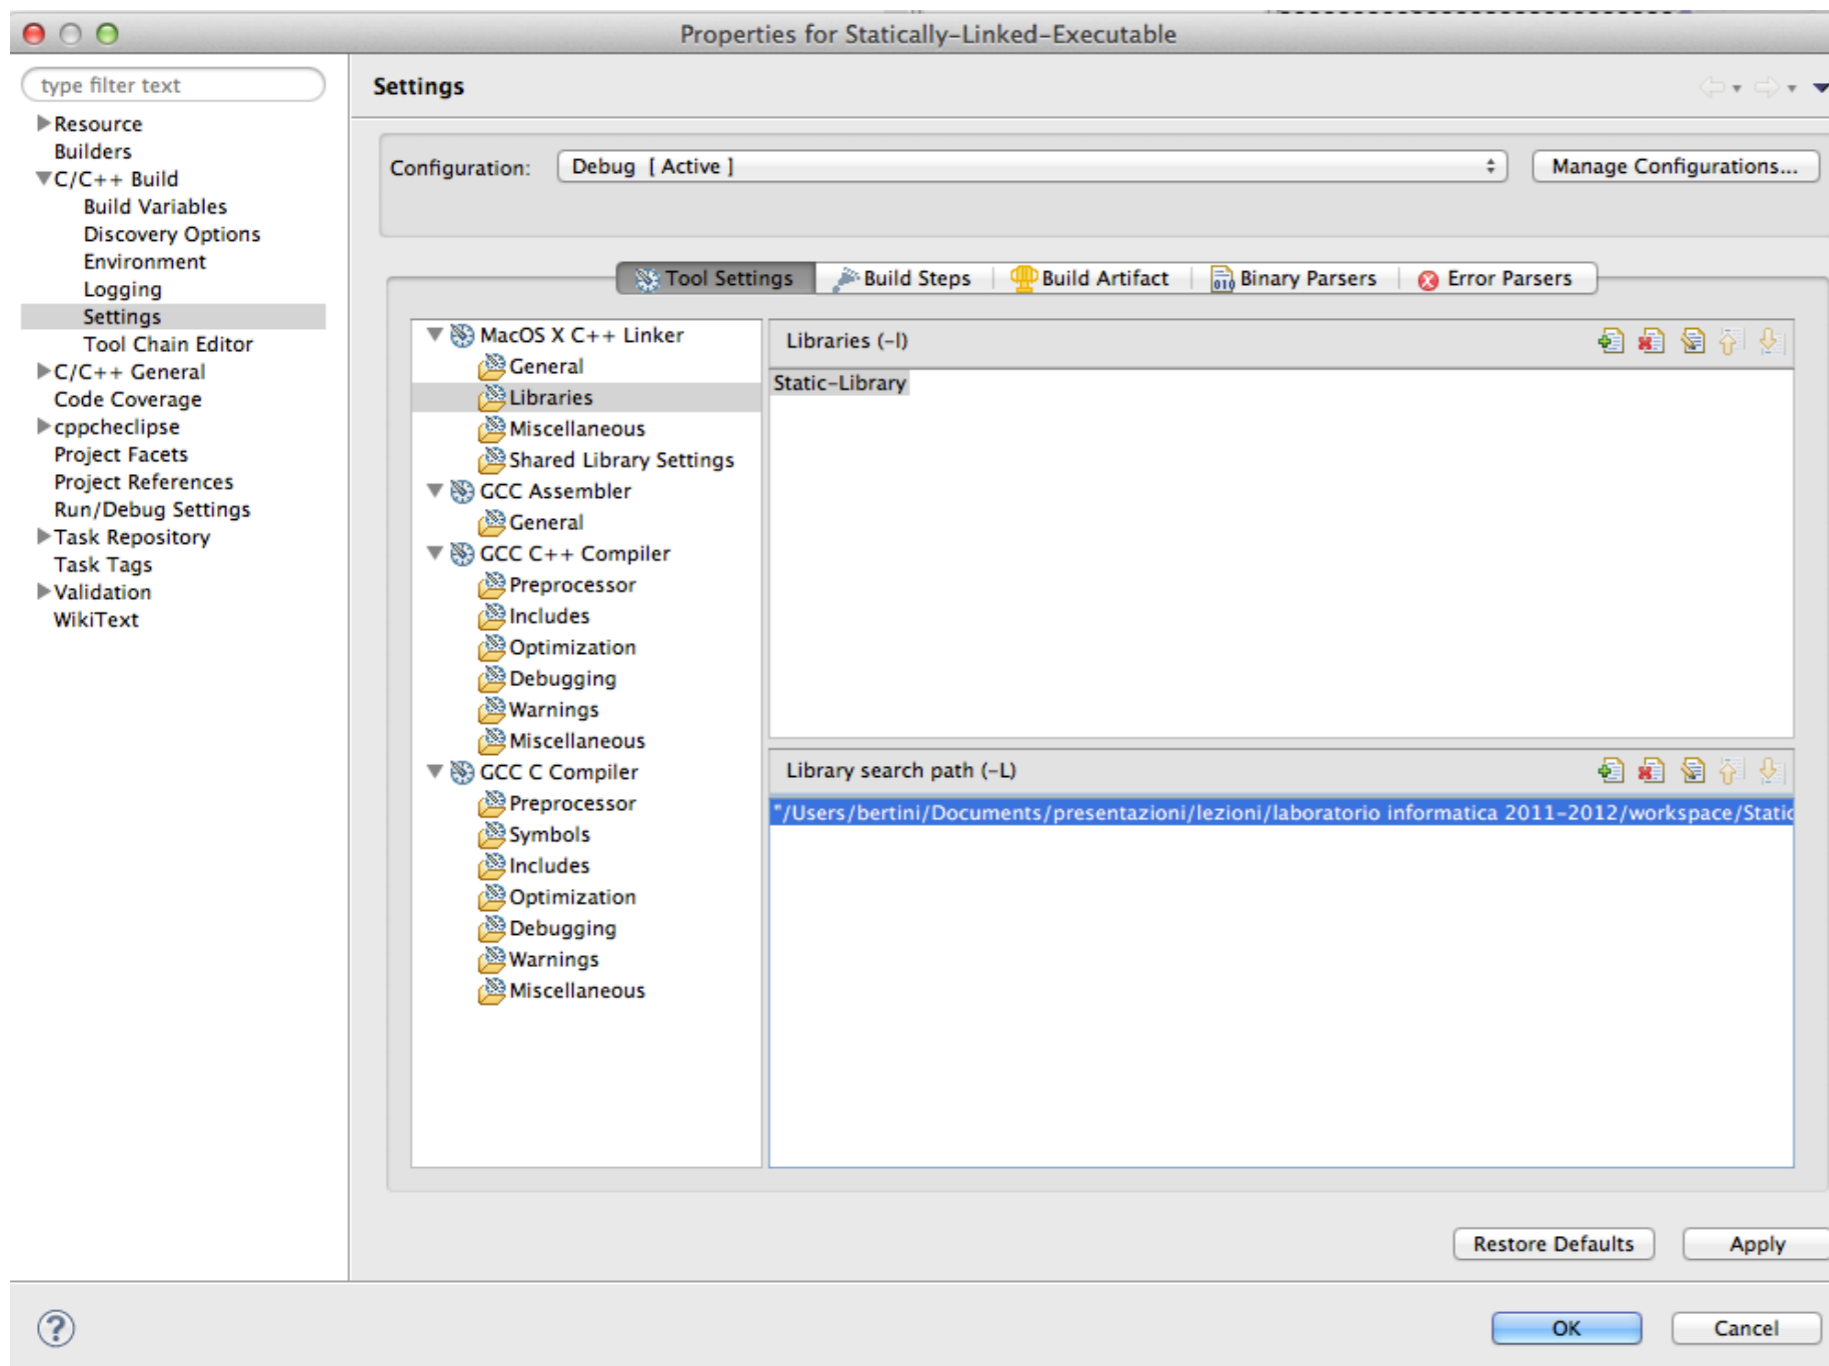 Properties for Statically-Linked-Executable
type filter text
Resource
Builders
C/C++ Build
Build Variables
Discovery Options
Environment
Logging
Settings
Tool Chain Editor
C/C++ General
Code Coverage
cppcheclipse
Project Facets
Project References
Run/Debug Settings
Task Repository
Task Tags
Validation
WikiText
Settings
Configuration:
Debug [ Active ]
Manage Configurations...
Tool Settings
Build Steps
Build Artifact
Binary Parsers
Error Parsers
MacOS X C++ Linker
General
Libraries
Miscellaneous
Shared Library Settings
GCC Assembler
General
GCC C++ Compiler
Preprocessor
Includes
Optimization
Debugging
Warnings
Miscellaneous
GCC C Compiler
Preprocessor
Symbols
Includes
Optimization
Debugging
Warnings
Miscellaneous
Libraries (-l)
Static-Library
Library search path (-L)
"/Users/bertini/Documents/presentazioni/lezioni/laboratorio informatica 2011-2012/workspace/Static
Restore Defaults
Apply
?
OK
Cancel